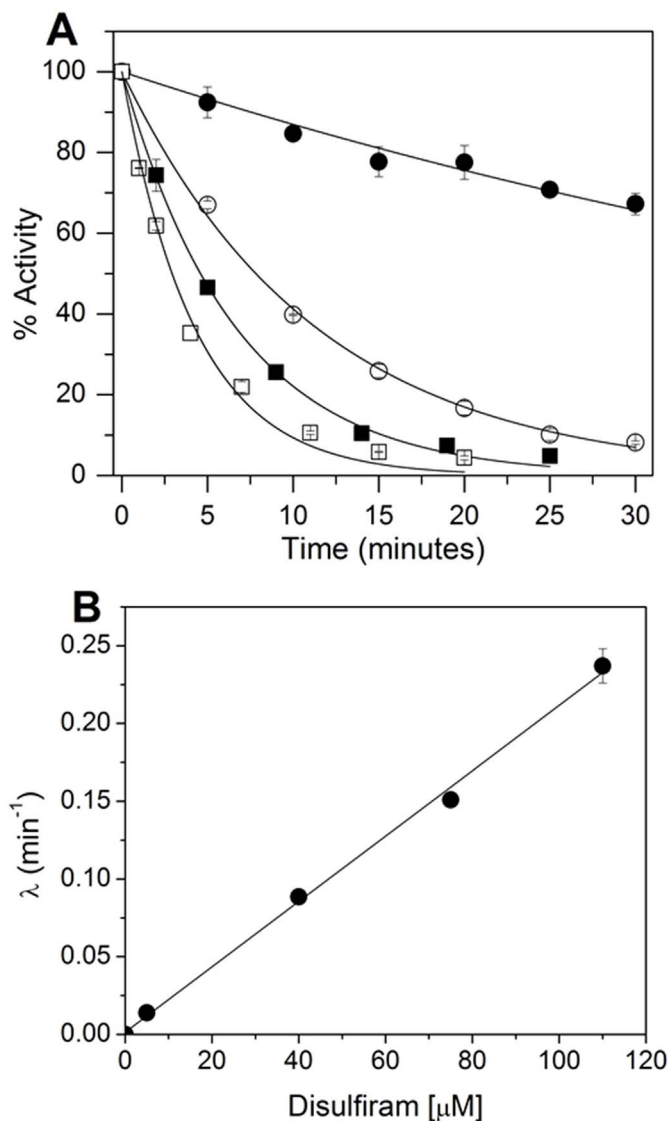 A
100
80
60
40
20
0
% Activity
0 5 10 15 20 25 30
Time (minutes)
B
0.25
0.20
0.15
0.10
0.05
0.00
λ (min⁻¹)
0 20 40 60 80 100 120
Disulfiram [μM]